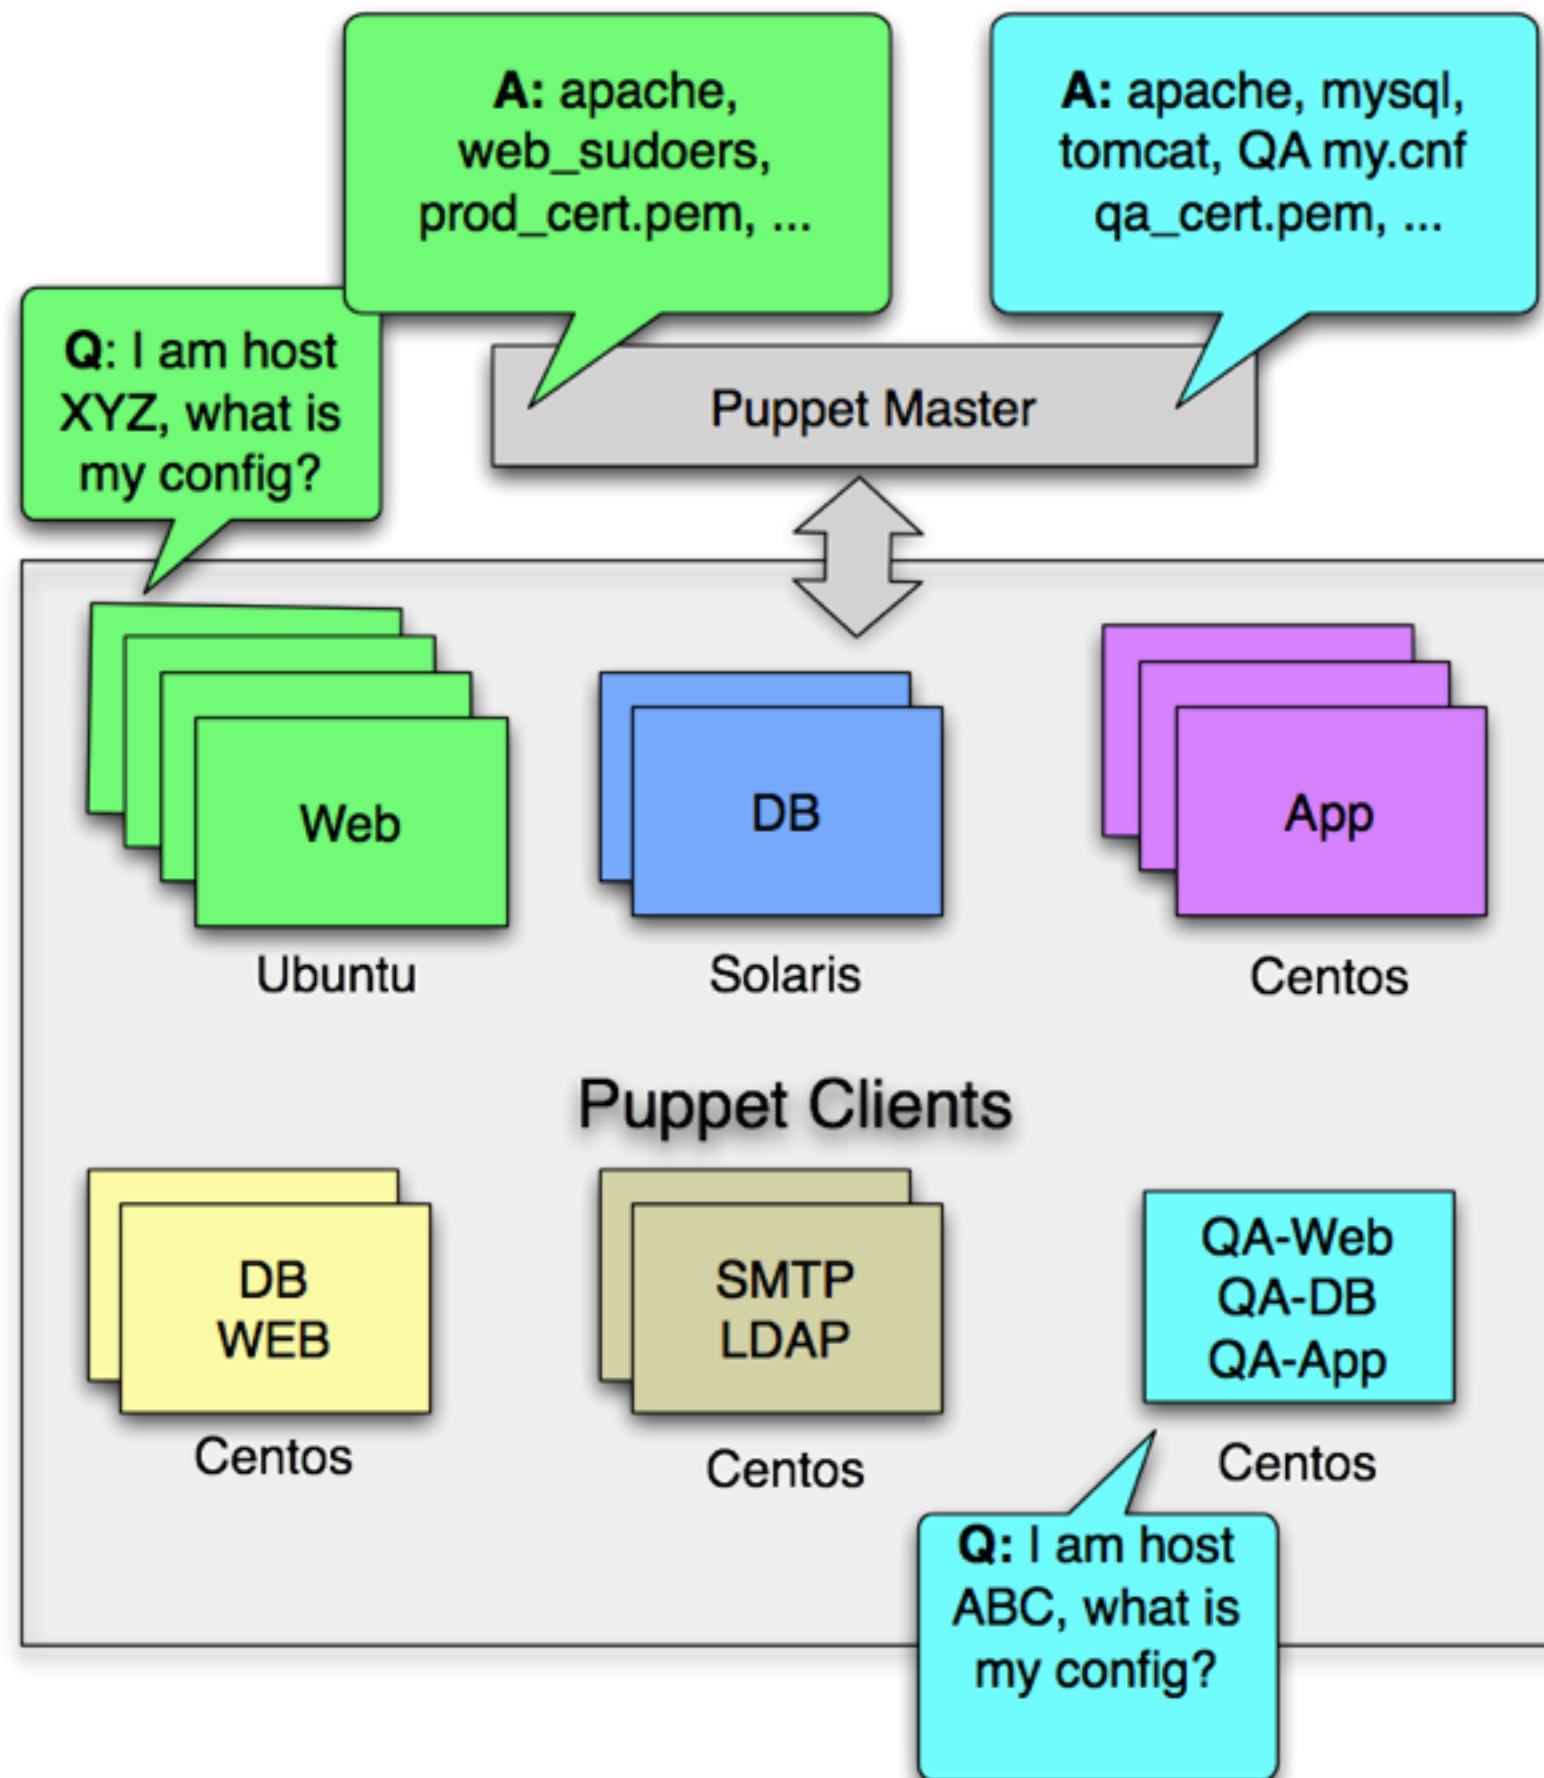 A: apache,
web_sudoers,
prod_cert.pem, ...
A: apache, mysql,
tomcat, QA my.cnf
qa_cert.pem, ...
Q: I am host
XYZ, what is
my config?
Puppet Master
Web
Ubuntu
DB
Solaris
App
Centos
Puppet Clients
DB
WEB
Centos
SMTP
LDAP
Centos
QA-Web
QA-DB
QA-App
Centos
Q: I am host
ABC, what is
my config?